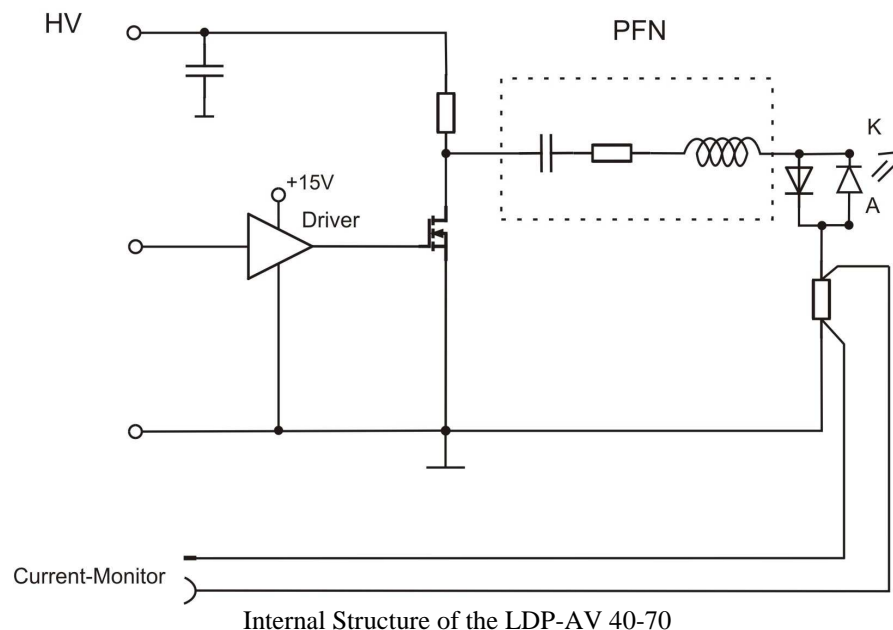 HV
PFN
K
A
+15V
Driver
Current-Monitor
Internal Structure of the LDP-AV 40-70